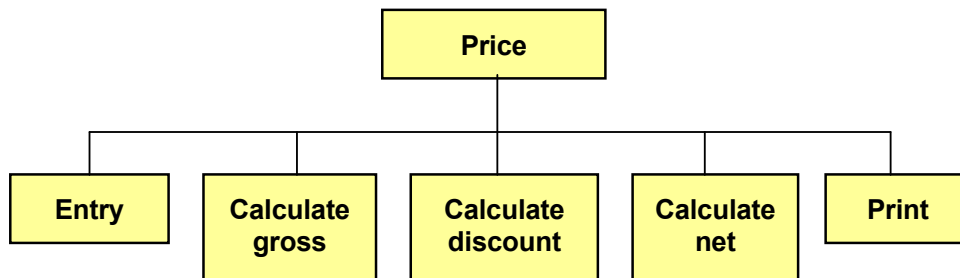 Price
Entry
Calculate
gross
Calculate
discount
Calculate
net
Print